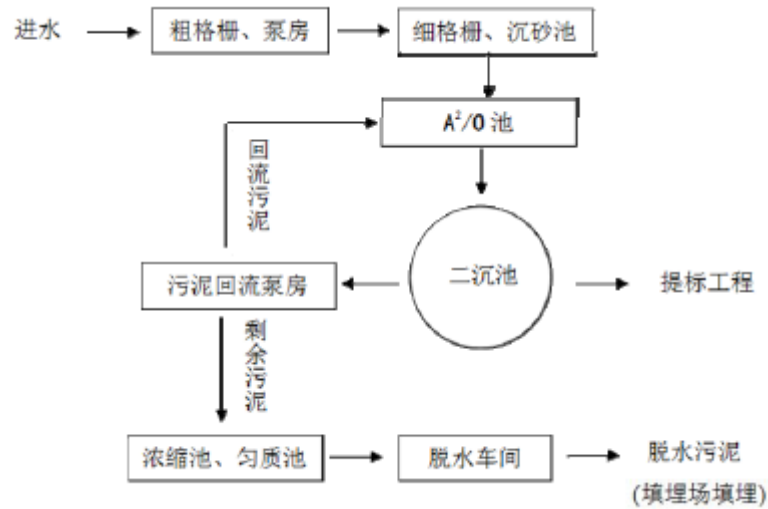 进水
粗格栅、泵房
细格栅、沉砂池
A²/O 池
回流污泥
二沉池
污泥回流泵房
提标工程
剩余污泥
浓缩池、匀质池
脱水车间
脱水污泥
(填埋场填埋)